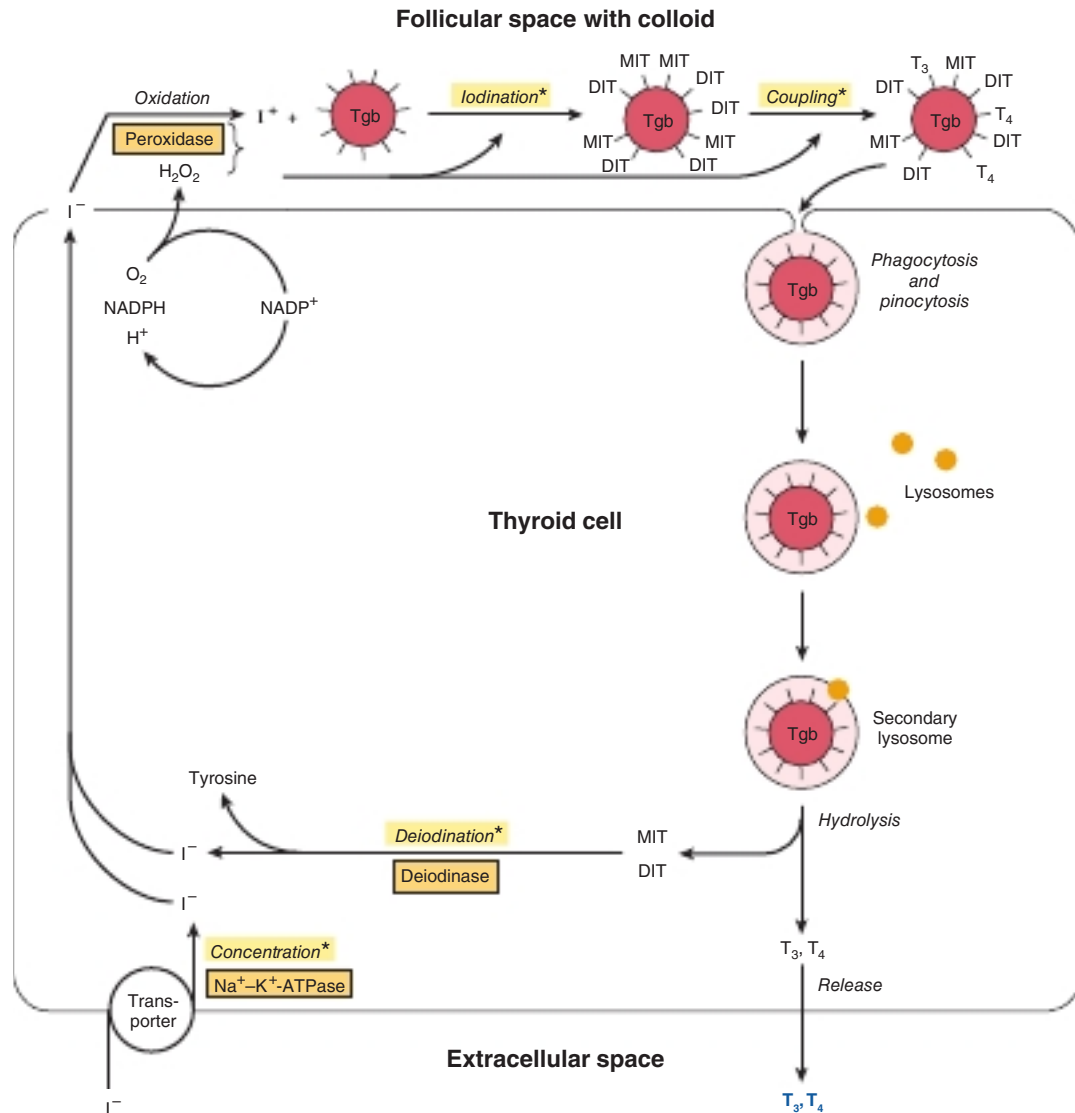 Follicular space with colloid
Oxidation
Peroxidase
H₂O₂
I⁺ +
Tgb
Iodination*
MIT MIT
DIT DIT
DIT
Tgb
MIT MIT
DIT DIT
Coupling*
T₃ MIT
DIT DIT
Tgb
T₄
MIT DIT
DIT T₄
I⁻
O₂
NADPH
H⁺
NADP⁺
Tgb
Phagocytosis
and
pinocytosis
Thyroid cell
Tgb
Lysosomes
Tgb
Secondary
lysosome
Hydrolysis
Tyrosine
MIT
DIT
Deiodination*
Deiodinase
I⁻
I⁻
Concentration*
Na⁺–K⁺-ATPase
Trans-
porter
T₃, T₄
Release
Extracellular space
I⁻
T₃, T₄